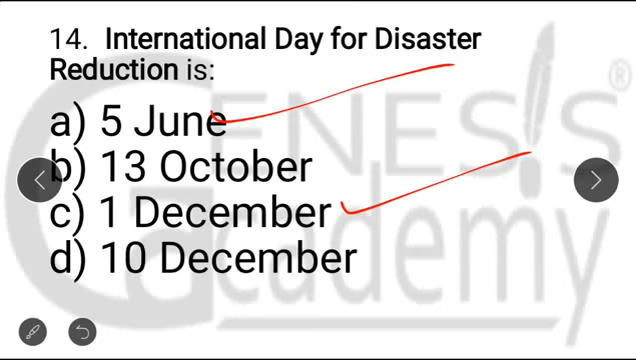 14. International Day for Disaster
Reduction is:
a) 5 June
b) 13 October
c) 1 December
d) 10 December
GENESIS ®
academy